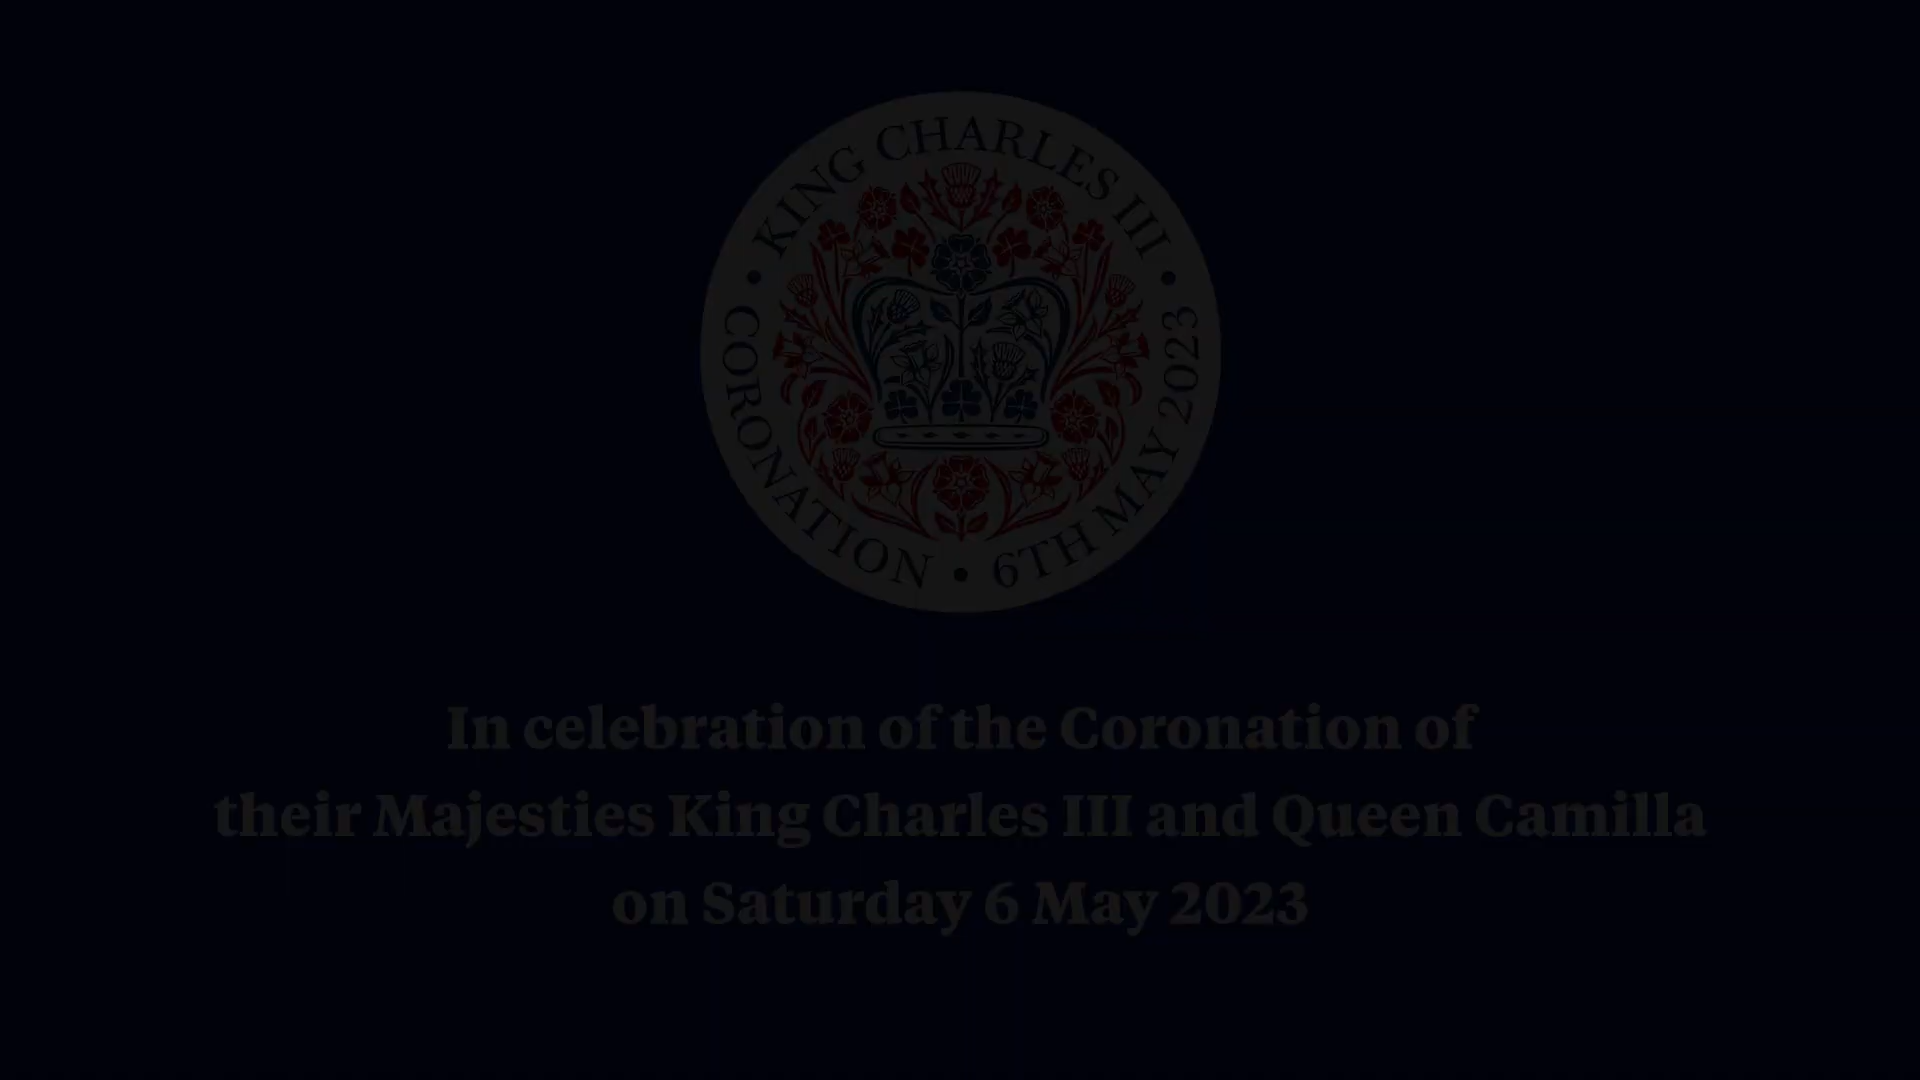 KING CHARLES III • 6TH MAY 2023 • CORONATION •
In celebration of the Coronation of
their Majesties King Charles III and Queen Camilla
on Saturday 6 May 2023